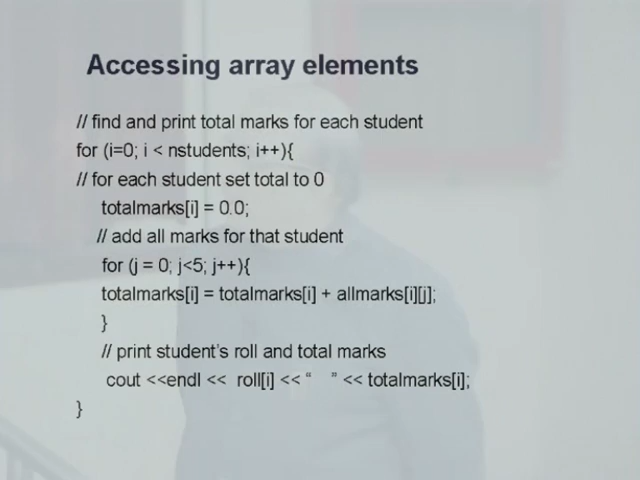 Accessing array elements
// find and print total marks for each student
for (i=0; i < nstudents; i++){
// for each student set total to 0
totalmarks[i] = 0.0;
// add all marks for that student
for (j = 0; j<5; j++){
totalmarks[i] = totalmarks[i] + allmarks[i][j];
}
// print student's roll and total marks
cout <<endl << roll[i] << “ ” << totalmarks[i];
}